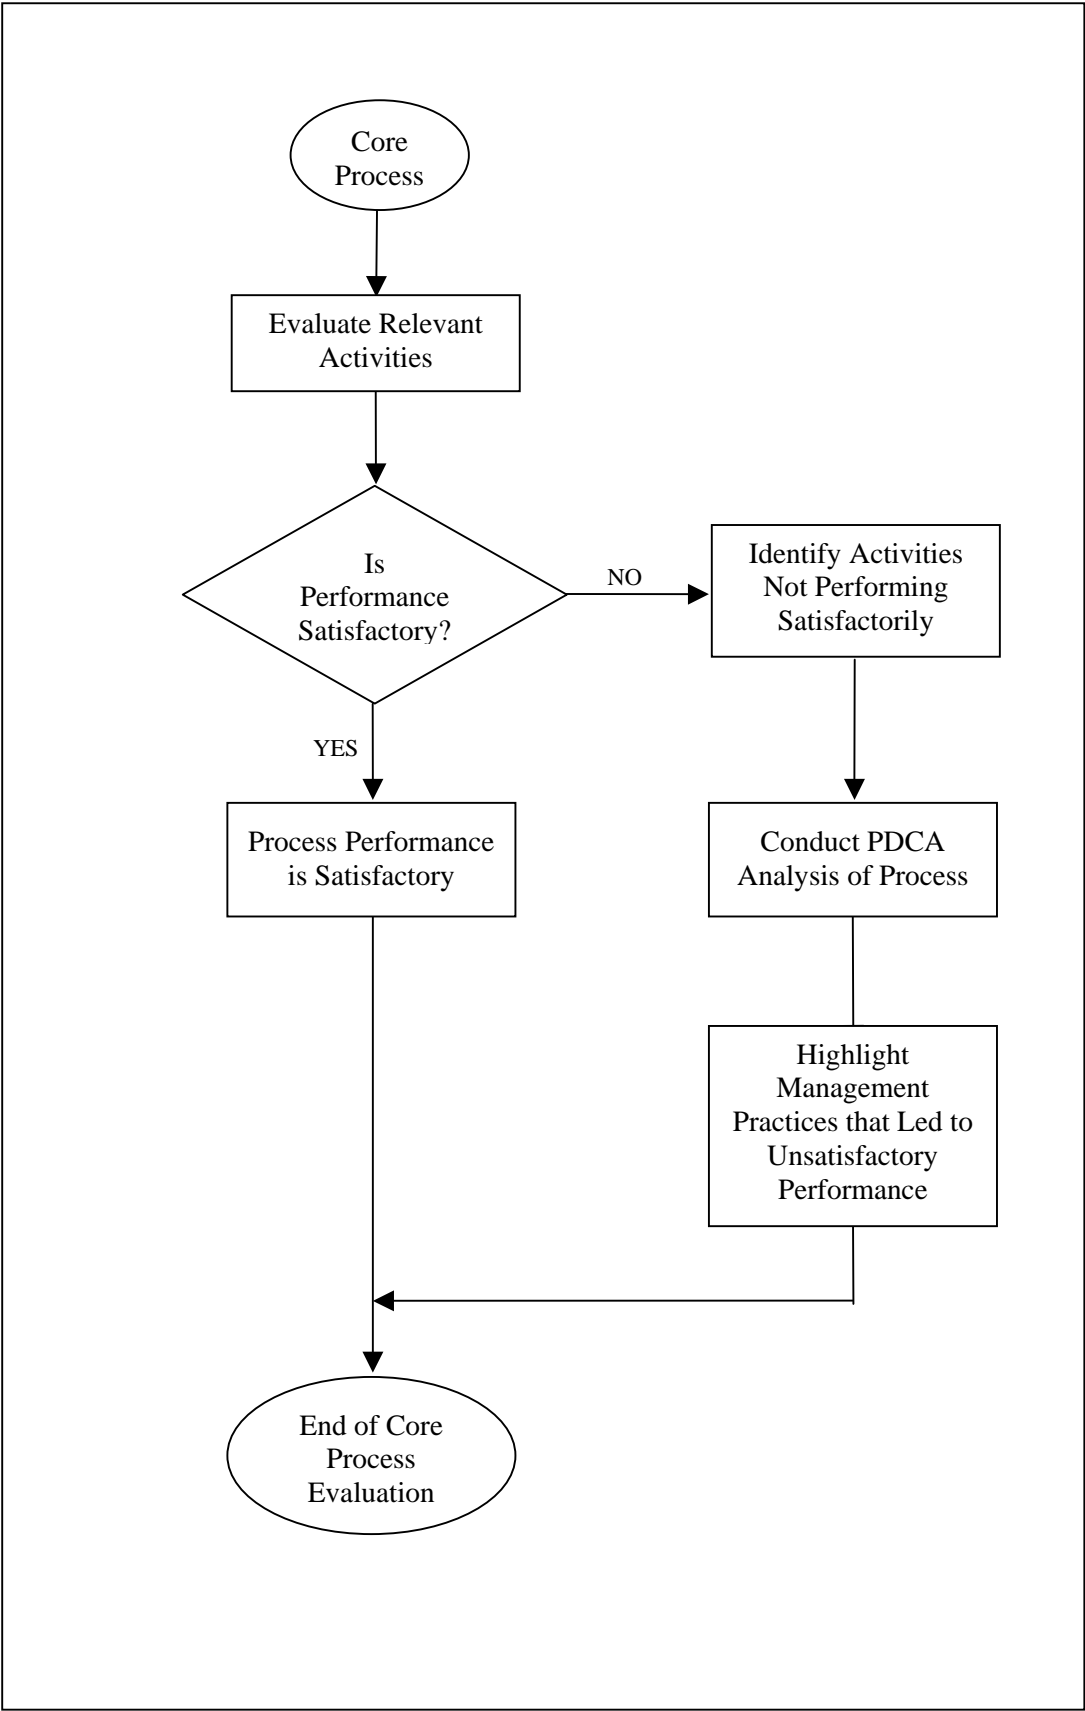 Core
Process
Evaluate Relevant
Activities
Is
Performance
Satisfactory?
NO
Identify Activities
Not Performing
Satisfactorily
YES
Process Performance
is Satisfactory
Conduct PDCA
Analysis of Process
Highlight
Management
Practices that Led to
Unsatisfactory
Performance
End of Core
Process
Evaluation